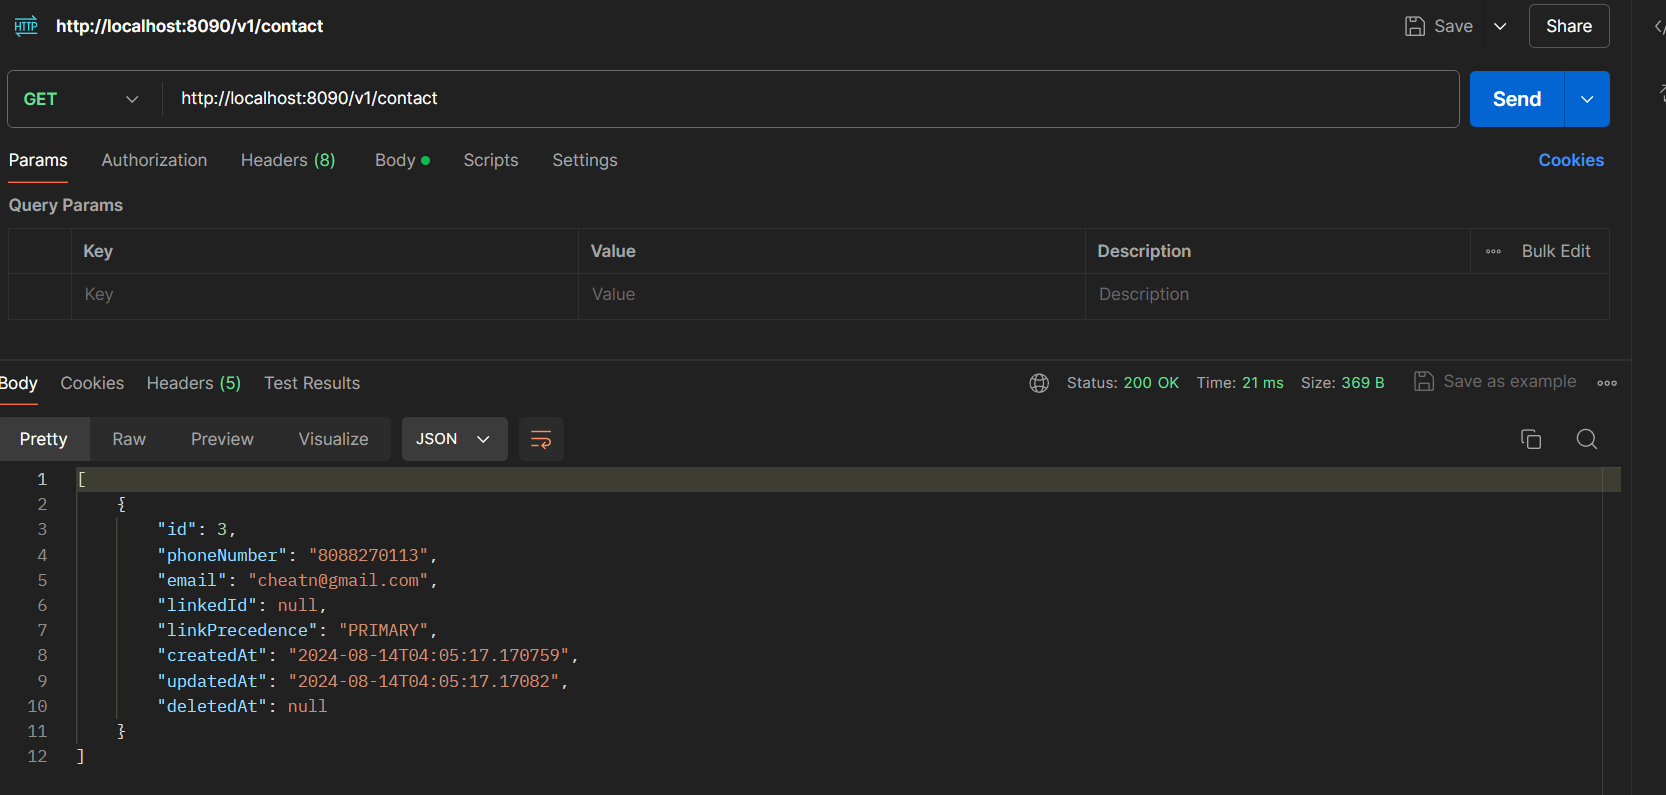 HTTP http://localhost:8090/v1/contact Save Share
GET http://localhost:8090/v1/contact Send
Params Authorization Headers (8) Body Scripts Settings Cookies
Query Params
Key Value Description Bulk Edit
Key Value Description
Body Cookies Headers (5) Test Results Status: 200 OK Time: 21 ms Size: 369 B Save as example
Pretty Raw Preview Visualize JSON
1 [
2 {
3 "id": 3,
4 "phoneNumber": "8088270113",
5 "email": "cheatn@gmail.com",
6 "linkedId": null,
7 "linkPrecedence": "PRIMARY",
8 "createdAt": "2024-08-14T04:05:17.170759",
9 "updatedAt": "2024-08-14T04:05:17.17082",
10 "deletedAt": null
11 }
12 ]